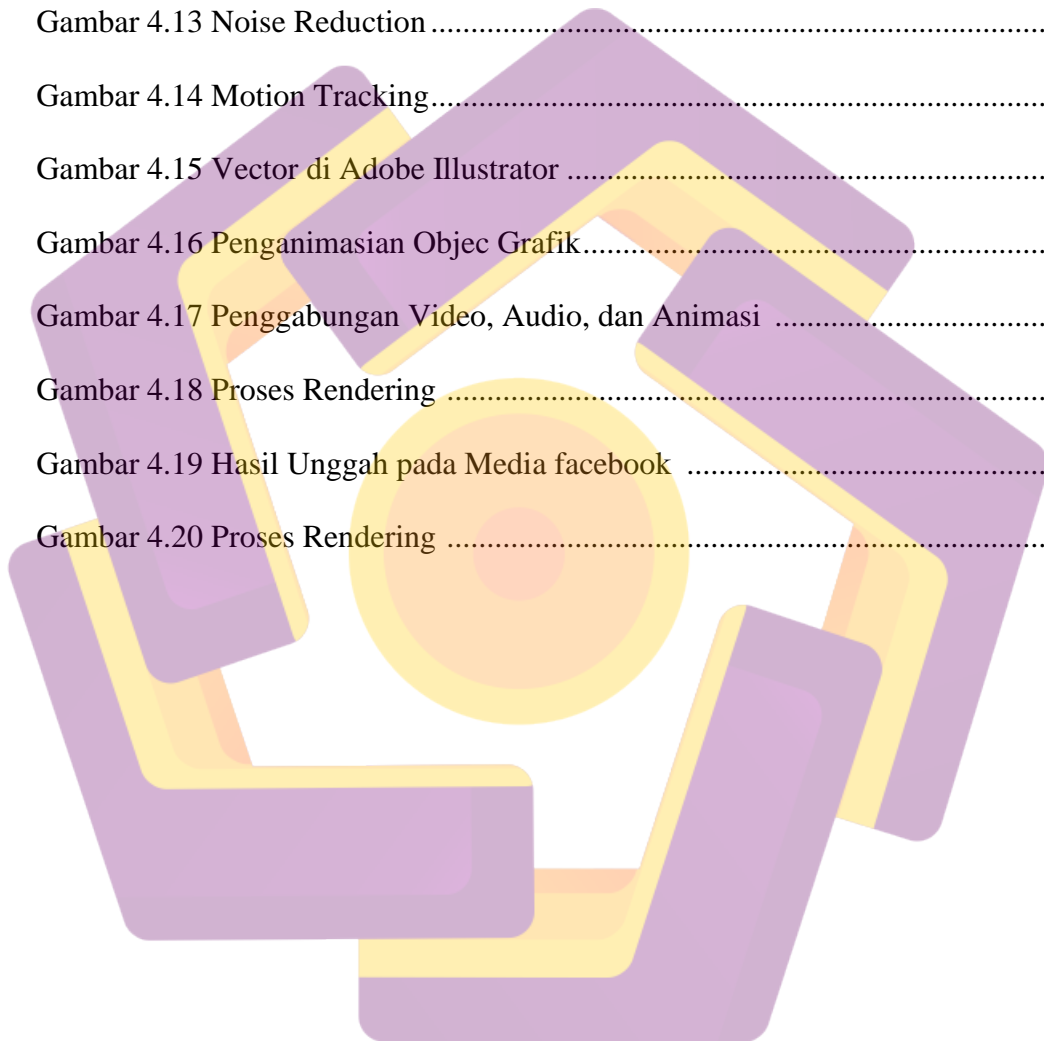 Gambar 4.13 Noise Reduction ....................................................................................
Gambar 4.14 Motion Tracking....................................................................................
Gambar 4.15 Vector di Adobe Illustrator ................................................................
Gambar 4.16 Penganimasian Objec Grafik..............................................................
Gambar 4.17 Penggabungan Video, Audio, dan Animasi ....................................
Gambar 4.18 Proses Rendering ..................................................................................
Gambar 4.19 Hasil Unggah pada Media facebook ................................................
Gambar 4.20 Proses Rendering ..................................................................................